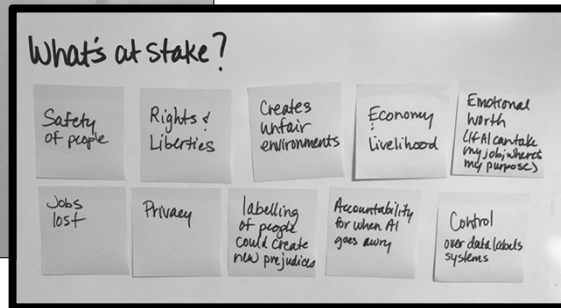 What's at stake?
Safety
of people
Rights &
Liberties
Creates
unfair
environments
Economy
:
Livelihood
Emotional
worth
(If AI can take
my job, where's
my purpose)
Jobs
lost
Privacy
labelling
of people
could create
new prejudices
Accountability
for when AI
goes awry
Control
over data labels
systems